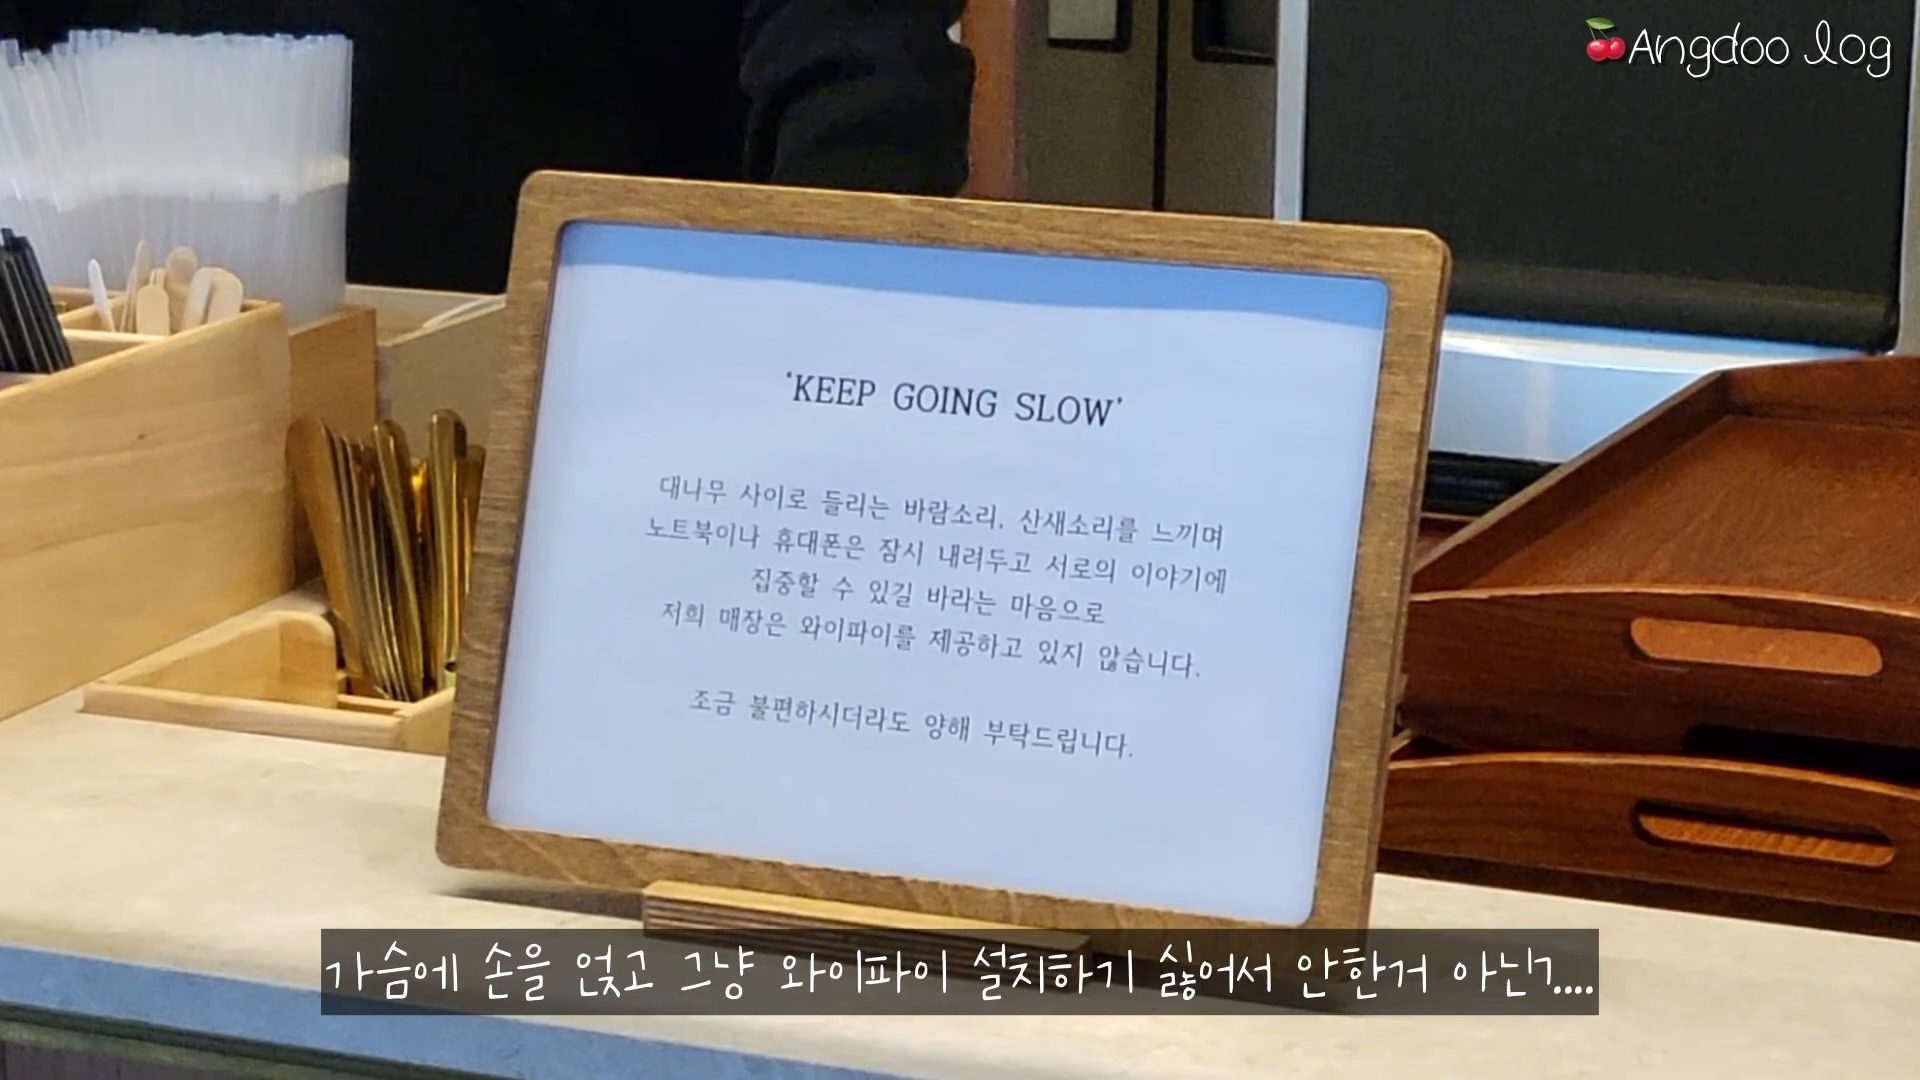 Angdoo log
'KEEP GOING SLOW'
대나무 사이로 들리는 바람소리, 산새소리를 느끼며
노트북이나 휴대폰은 잠시 내려두고 서로의 이야기에
집중할 수 있길 바라는 마음으로
저희 매장은 와이파이를 제공하고 있지 않습니다.
조금 불편하시더라도 양해 부탁드립니다.
가슴에 손을 얹고 그냥 와이파이 설치하기 싫어서 안한거 아닌ㄱ....